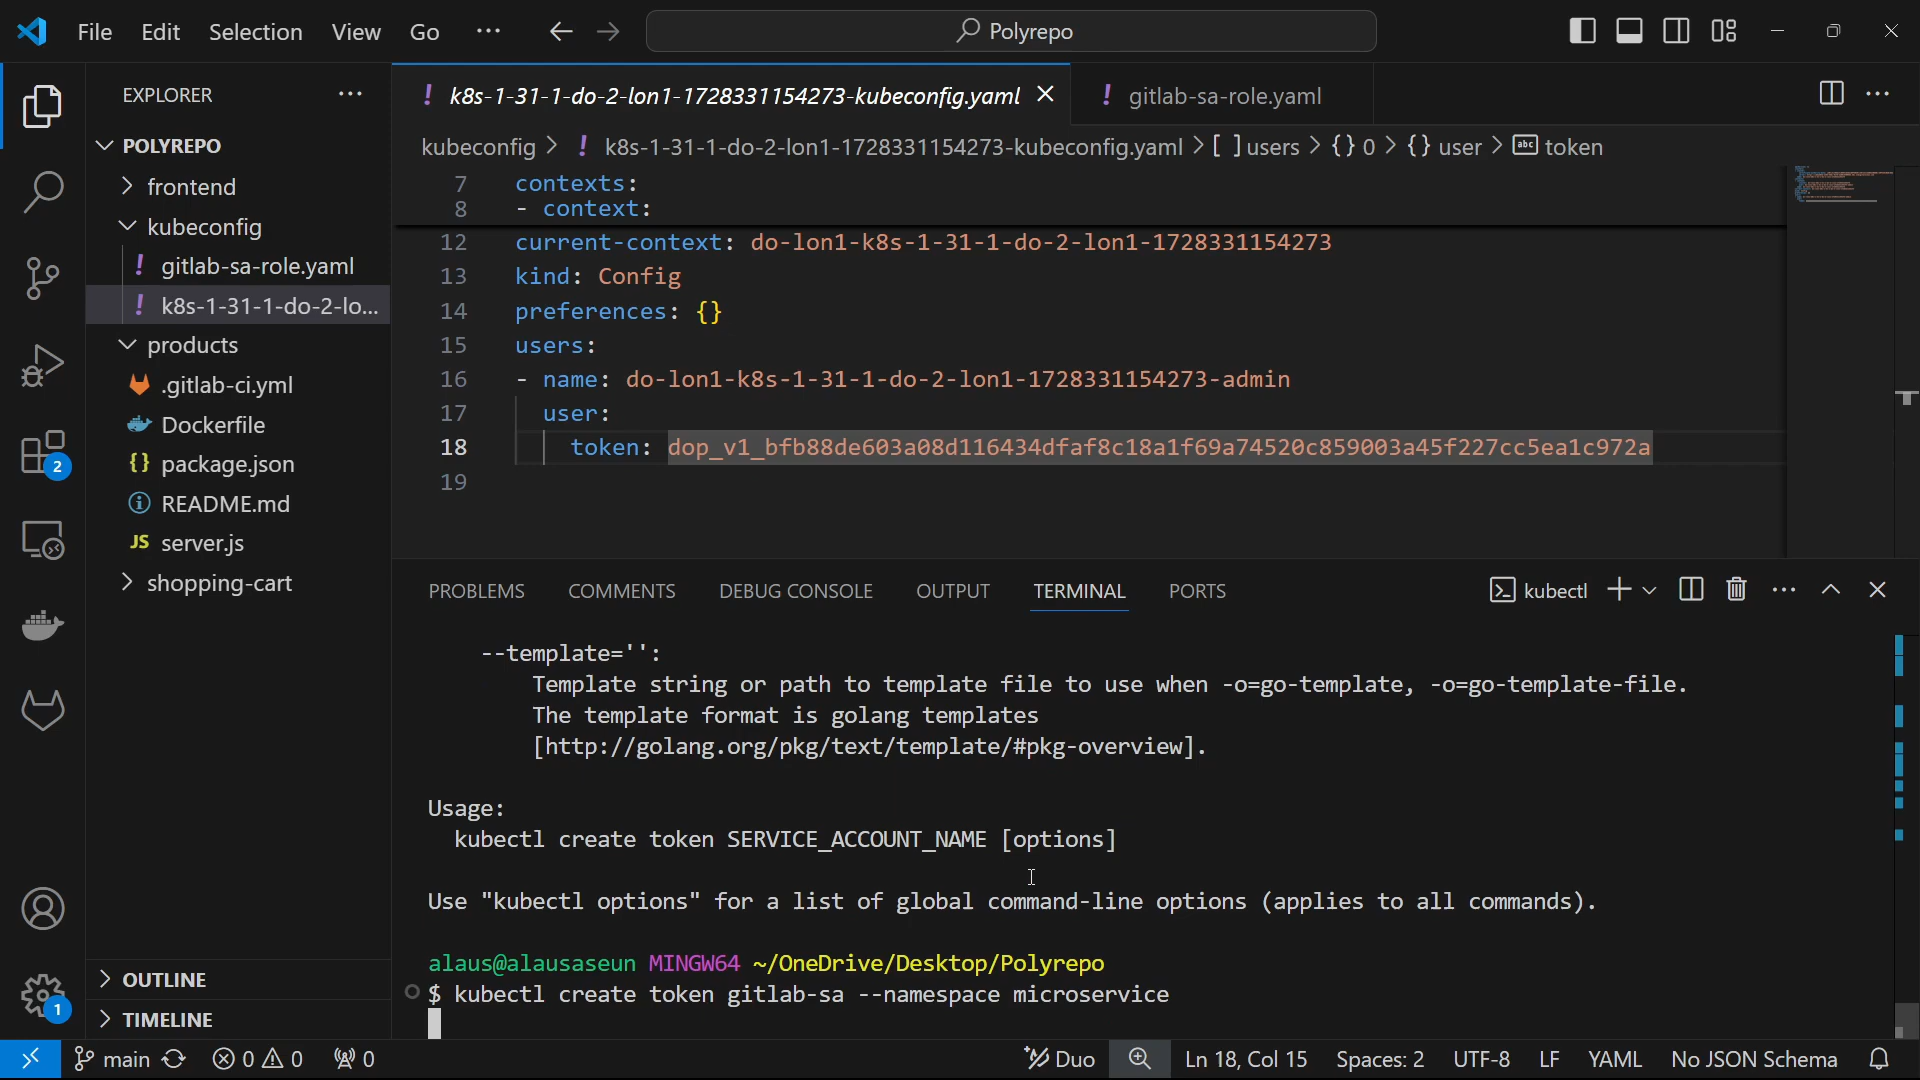 File Edit Selection View Go ···
Polyrepo
EXPLORER
k8s-1-31-1-do-2-lon1-1728331154273-kubeconfig.yaml
gitlab-sa-role.yaml
kubeconfig > ! k8s-1-31-1-do-2-lon1-1728331154273-kubeconfig.yaml > [ ] users > {} 0 > {} user > abc token
POLYREPO
frontend
kubeconfig
! gitlab-sa-role.yaml
! k8s-1-31-1-do-2-lo...
products
.gitlab-ci.yml
Dockerfile
{} package.json
README.md
JS server.js
shopping-cart
OUTLINE
TIMELINE
2
1
7 contexts:
8 - context:
12 current-context: do-lon1-k8s-1-31-1-do-2-lon1-1728331154273
13 kind: Config
14 preferences: {}
15 users:
16 - name: do-lon1-k8s-1-31-1-do-2-lon1-1728331154273-admin
17 user:
18 token: dop_v1_bfb88de603a08d116434dfaf8c18a1f69a74520c859003a45f227cc5ea1c972a
19
PROBLEMS COMMENTS DEBUG CONSOLE OUTPUT TERMINAL PORTS
kubectl
--template='':
Template string or path to template file to use when -o=go-template, -o=go-template-file.
The template format is golang templates
[http://golang.org/pkg/text/template/#pkg-overview].
Usage:
kubectl create token SERVICE_ACCOUNT_NAME [options]
Use "kubectl options" for a list of global command-line options (applies to all commands).
alaus@alausaseun MINGW64 ~/OneDrive/Desktop/Polyrepo
$ kubectl create token gitlab-sa --namespace microservice
main 0 0 0 Duo Ln 18, Col 15 Spaces: 2 UTF-8 LF YAML No JSON Schema